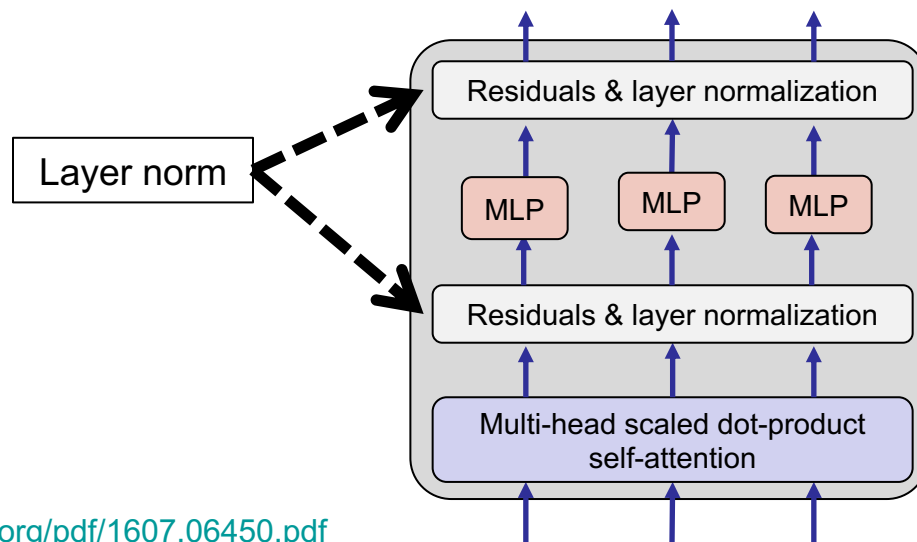 Residuals & layer normalization
Layer norm
MLP MLP MLP
Residuals & layer normalization
Multi-head scaled dot-product
self-attention
org/pdf/1607.06450.pdf